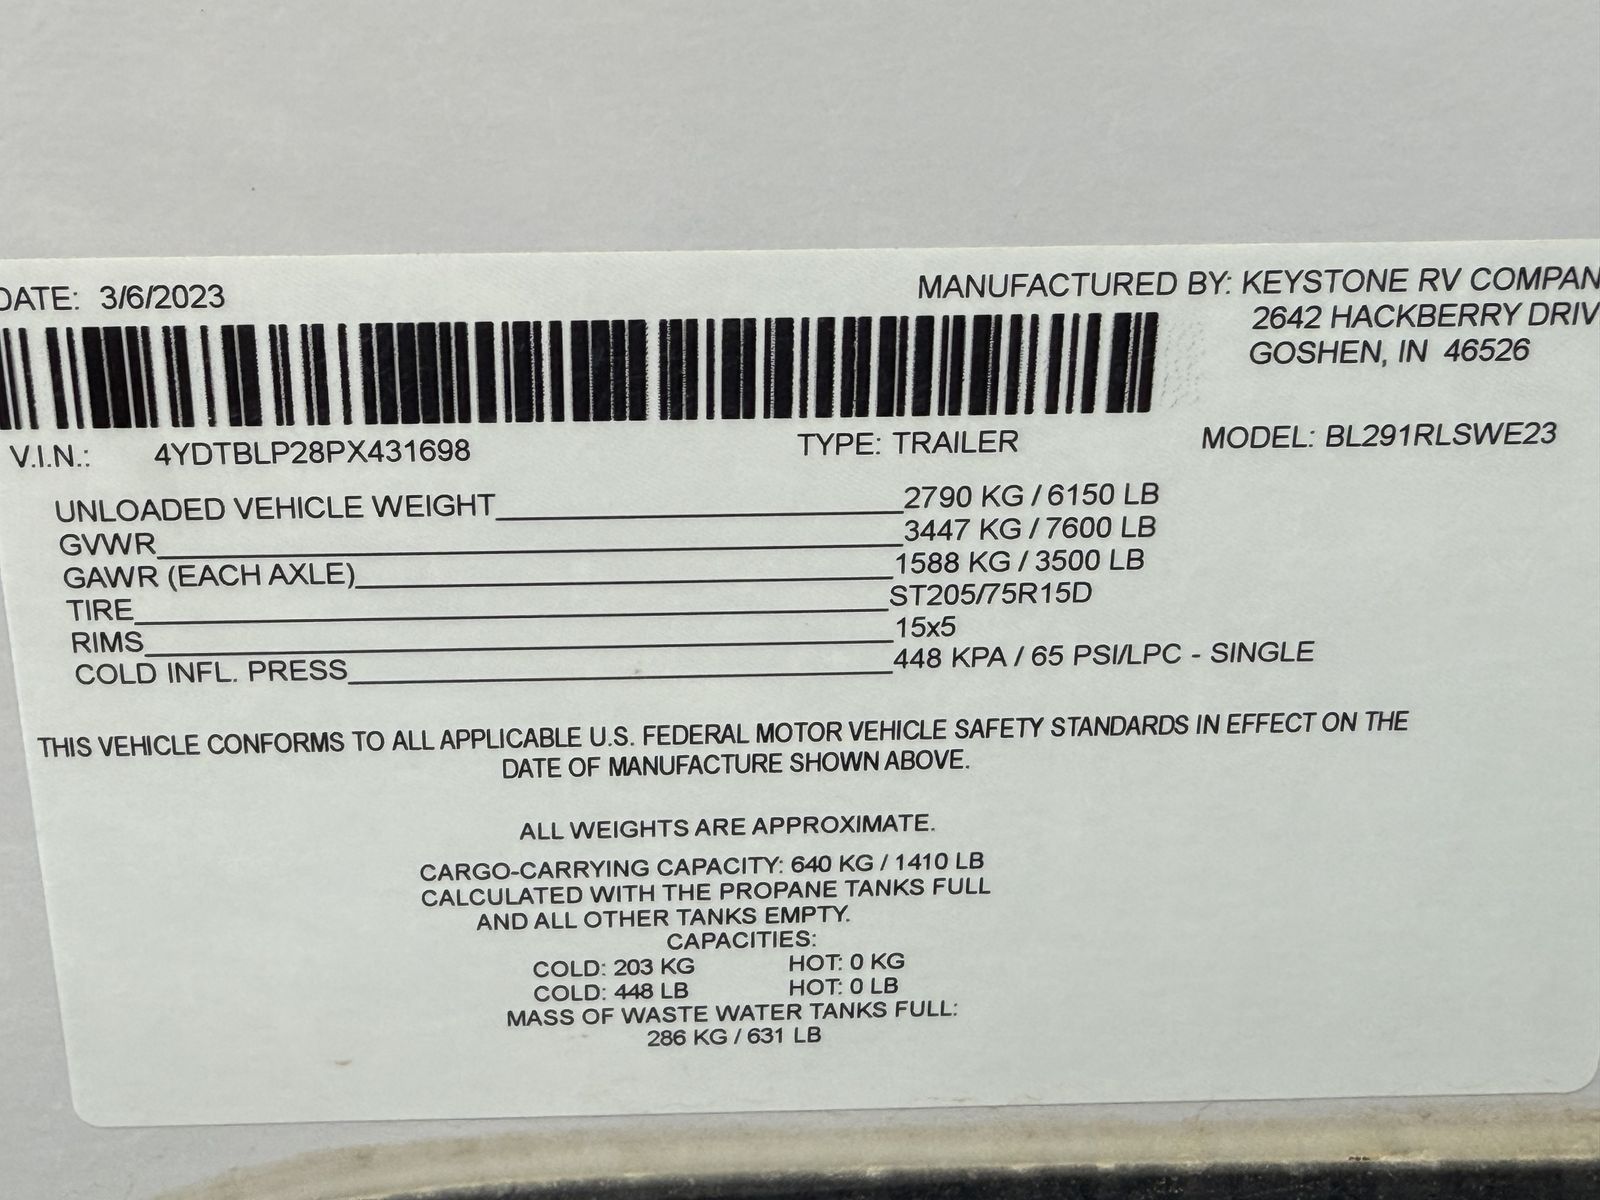 DATE: 3/6/2023
MANUFACTURED BY: KEYSTONE RV COMPAN
2642 HACKBERRY DRIV
GOSHEN, IN 46526
V.I.N.: 4YDTBLP28PX431698 TYPE: TRAILER MODEL: BL291RLSWE23
UNLOADED VEHICLE WEIGHT 2790 KG / 6150 LB
GVWR 3447 KG / 7600 LB
GAWR (EACH AXLE) 1588 KG / 3500 LB
TIRE ST205/75R15D
RIMS 15x5
COLD INFL. PRESS 448 KPA / 65 PSI/LPC - SINGLE
THIS VEHICLE CONFORMS TO ALL APPLICABLE U.S. FEDERAL MOTOR VEHICLE SAFETY STANDARDS IN EFFECT ON THE
DATE OF MANUFACTURE SHOWN ABOVE.
ALL WEIGHTS ARE APPROXIMATE.
CARGO-CARRYING CAPACITY: 640 KG / 1410 LB
CALCULATED WITH THE PROPANE TANKS FULL
AND ALL OTHER TANKS EMPTY.
CAPACITIES:
COLD: 203 KG HOT: 0 KG
COLD: 448 LB HOT: 0 LB
MASS OF WASTE WATER TANKS FULL:
286 KG / 631 LB